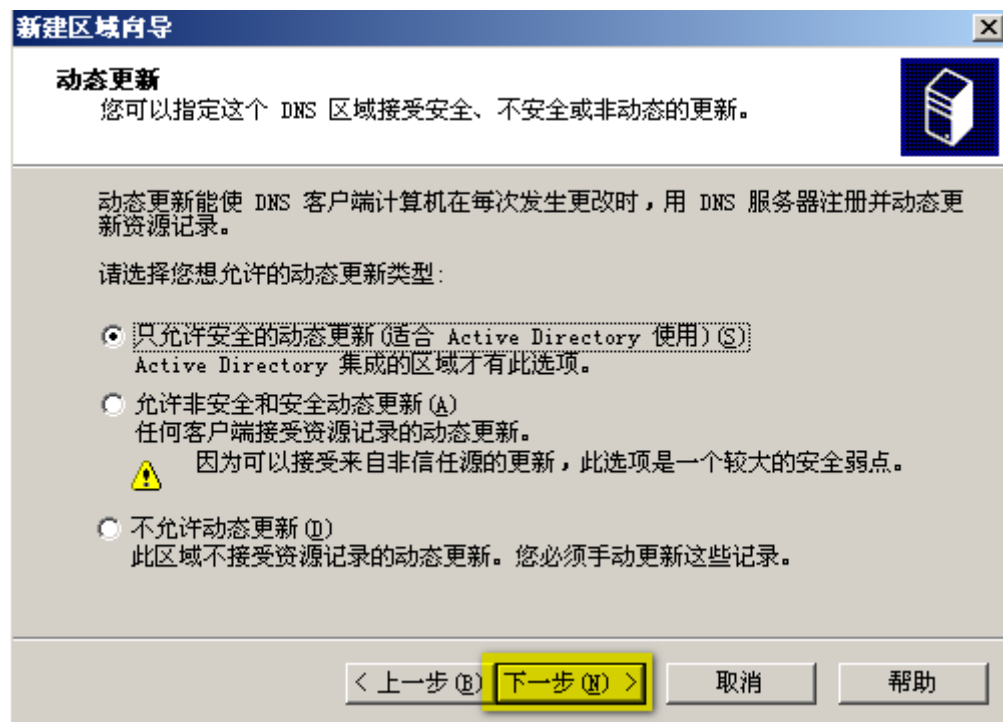 新建区域向导
动态更新
您可以指定这个 DNS 区域接受安全、不安全或非动态的更新。
动态更新能使 DNS 客户端计算机在每次发生更改时，用 DNS 服务器注册并动态更
新资源记录。
请选择您想允许的动态更新类型:
只允许安全的动态更新(适合 Active Directory 使用)(S)
Active Directory 集成的区域才有此选项。
允许非安全和安全动态更新(A)
任何客户端接受资源记录的动态更新。
因为可以接受来自非信任源的更新，此选项是一个较大的安全弱点。
不允许动态更新(D)
此区域不接受资源记录的动态更新。您必须手动更新这些记录。
< 上一步(B) 下一步(N) > 取消 帮助